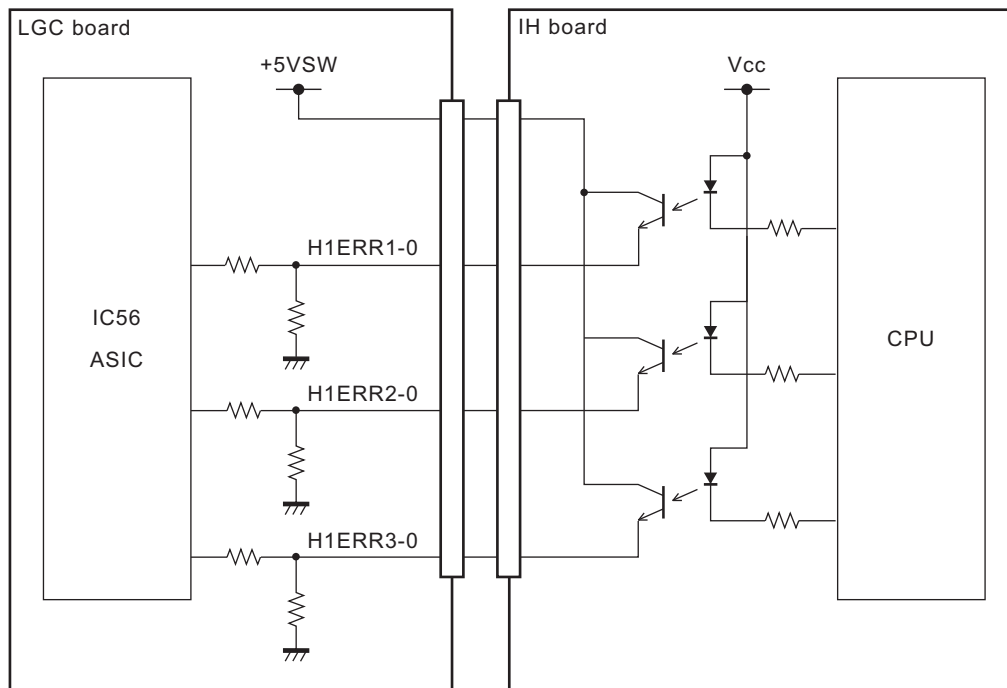 LGC board
IH board
+5VSW
Vcc
H1ERR1-0
IC56
ASIC
CPU
H1ERR2-0
H1ERR3-0